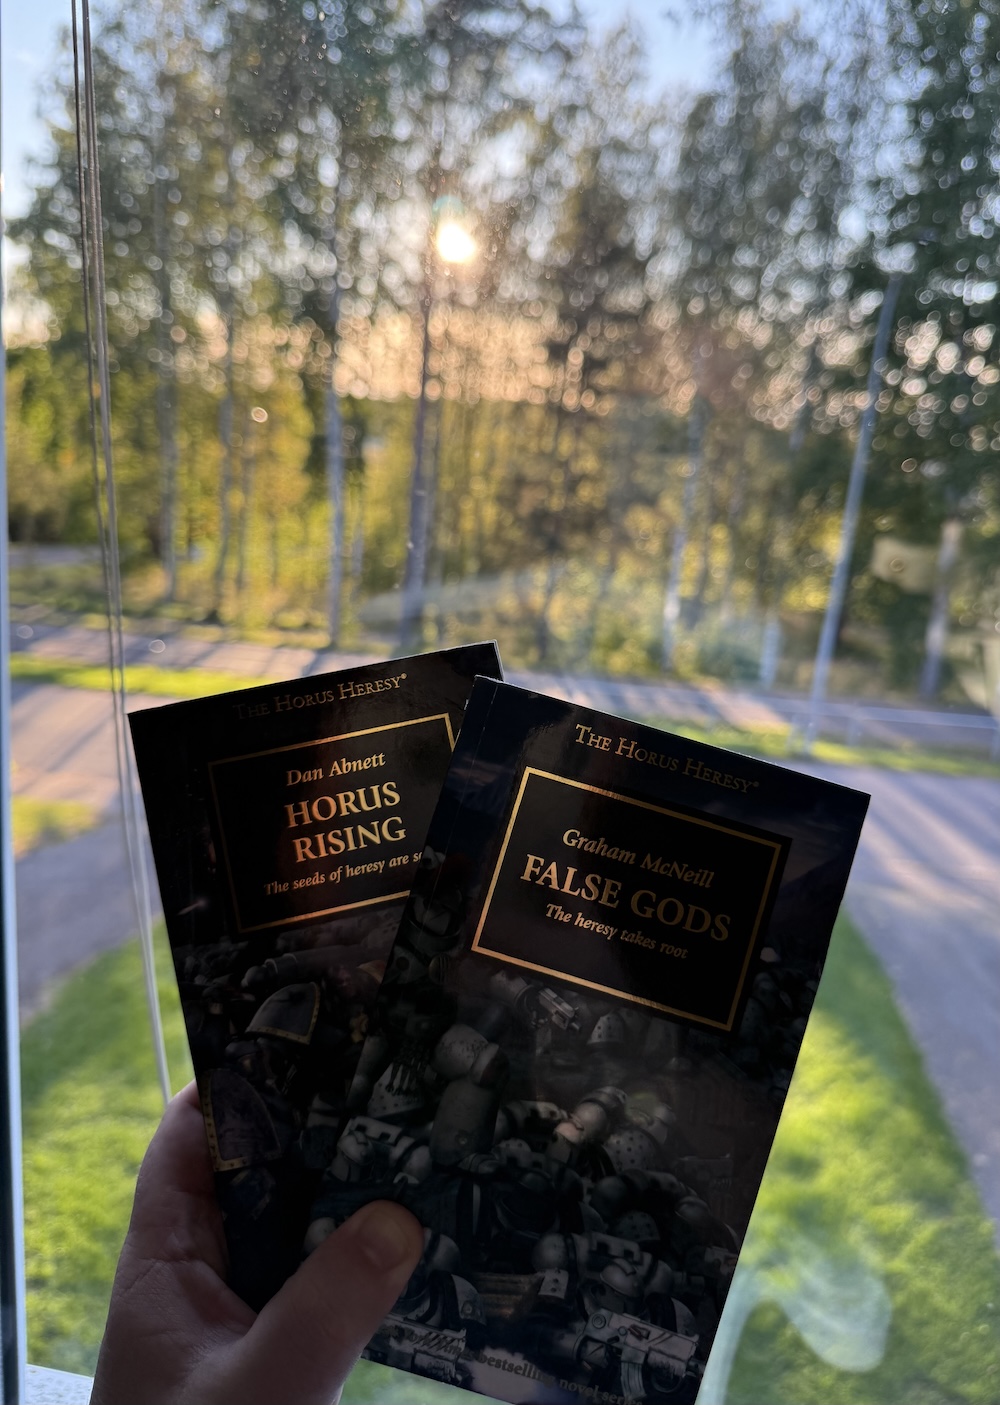 THE HORUS HERESY®
Dan Abnett
HORUS
RISING
The seeds of heresy are
THE HORUS HERESY®
Graham McNeill
FALSE GODS
The heresy takes root
bestselling novel series